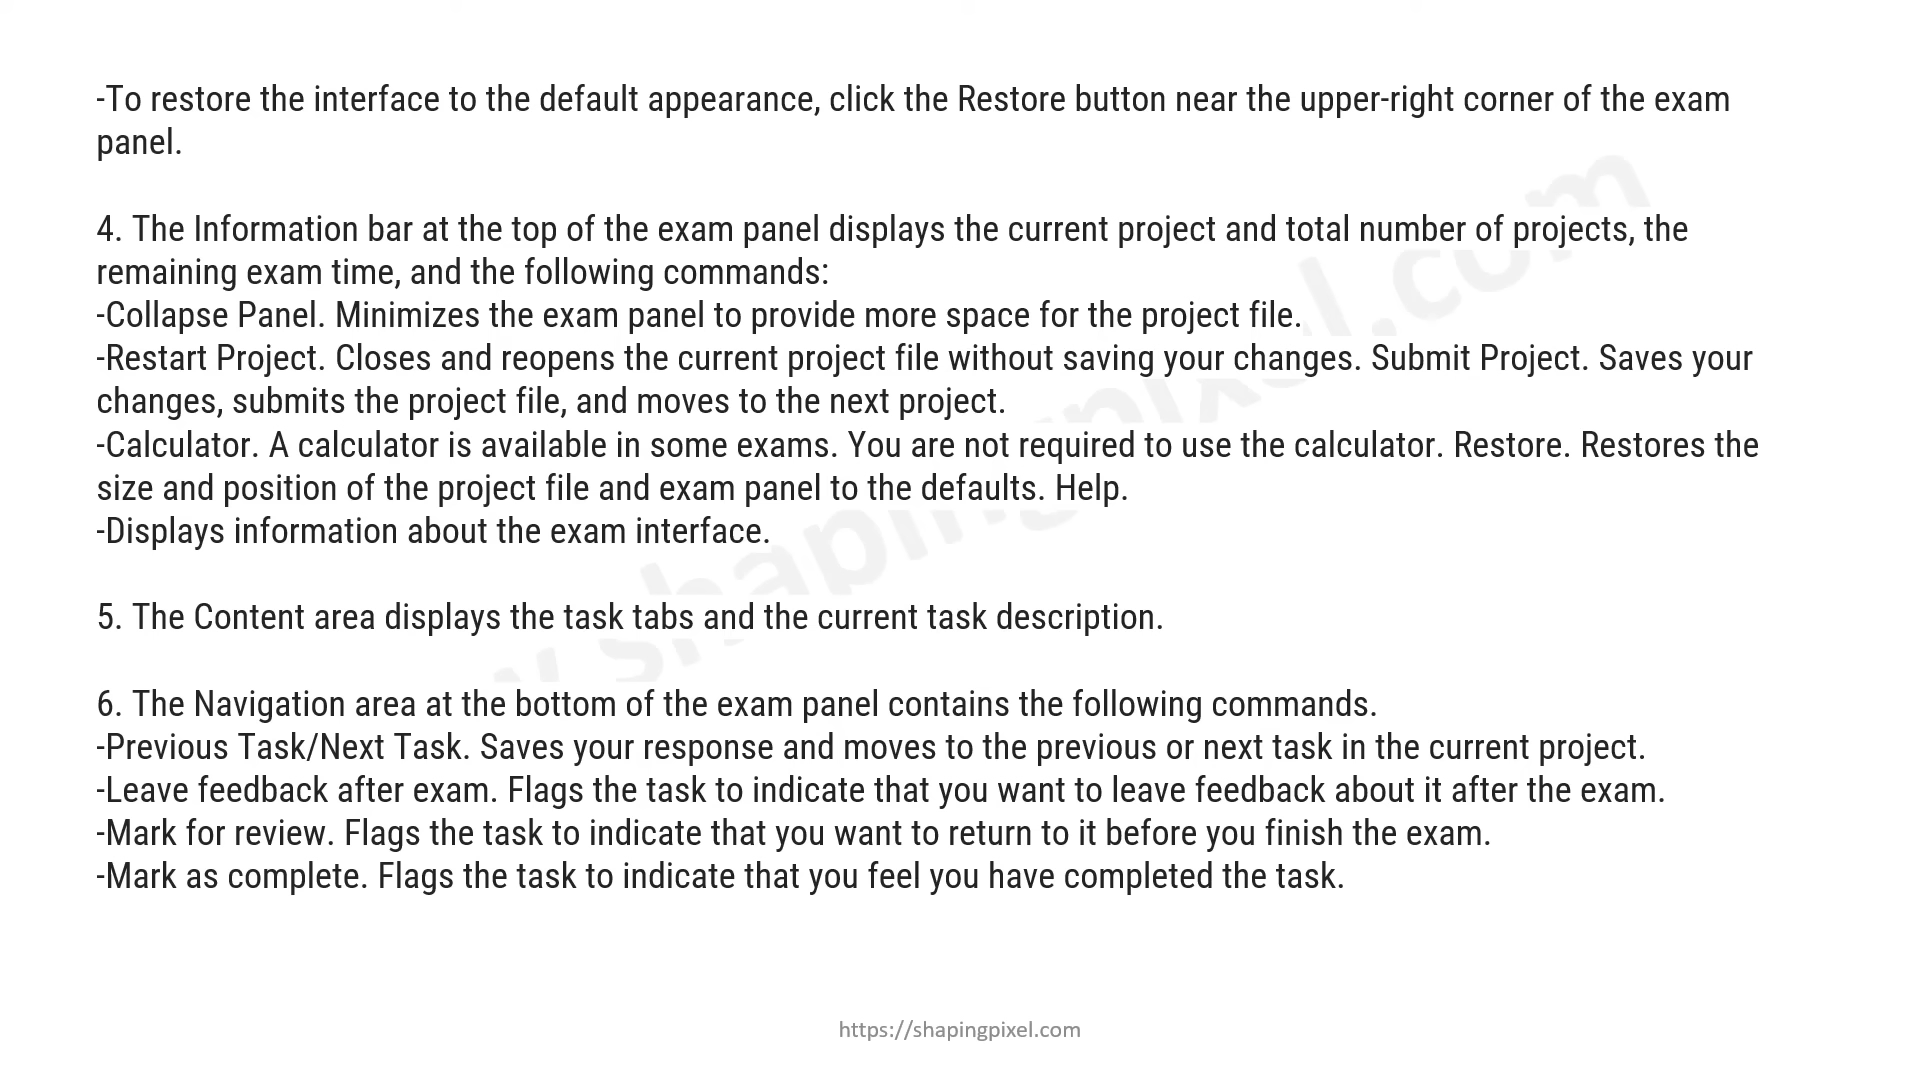 -To restore the interface to the default appearance, click the Restore button near the upper-right corner of the exam
panel.
4. The Information bar at the top of the exam panel displays the current project and total number of projects, the
remaining exam time, and the following commands:
-Collapse Panel. Minimizes the exam panel to provide more space for the project file.
-Restart Project. Closes and reopens the current project file without saving your changes. Submit Project. Saves your
changes, submits the project file, and moves to the next project.
-Calculator. A calculator is available in some exams. You are not required to use the calculator. Restore. Restores the
size and position of the project file and exam panel to the defaults. Help.
-Displays information about the exam interface.
5. The Content area displays the task tabs and the current task description.
6. The Navigation area at the bottom of the exam panel contains the following commands.
-Previous Task/Next Task. Saves your response and moves to the previous or next task in the current project.
-Leave feedback after exam. Flags the task to indicate that you want to leave feedback about it after the exam.
-Mark for review. Flags the task to indicate that you want to return to it before you finish the exam.
-Mark as complete. Flags the task to indicate that you feel you have completed the task.
https://shapingpixel.com